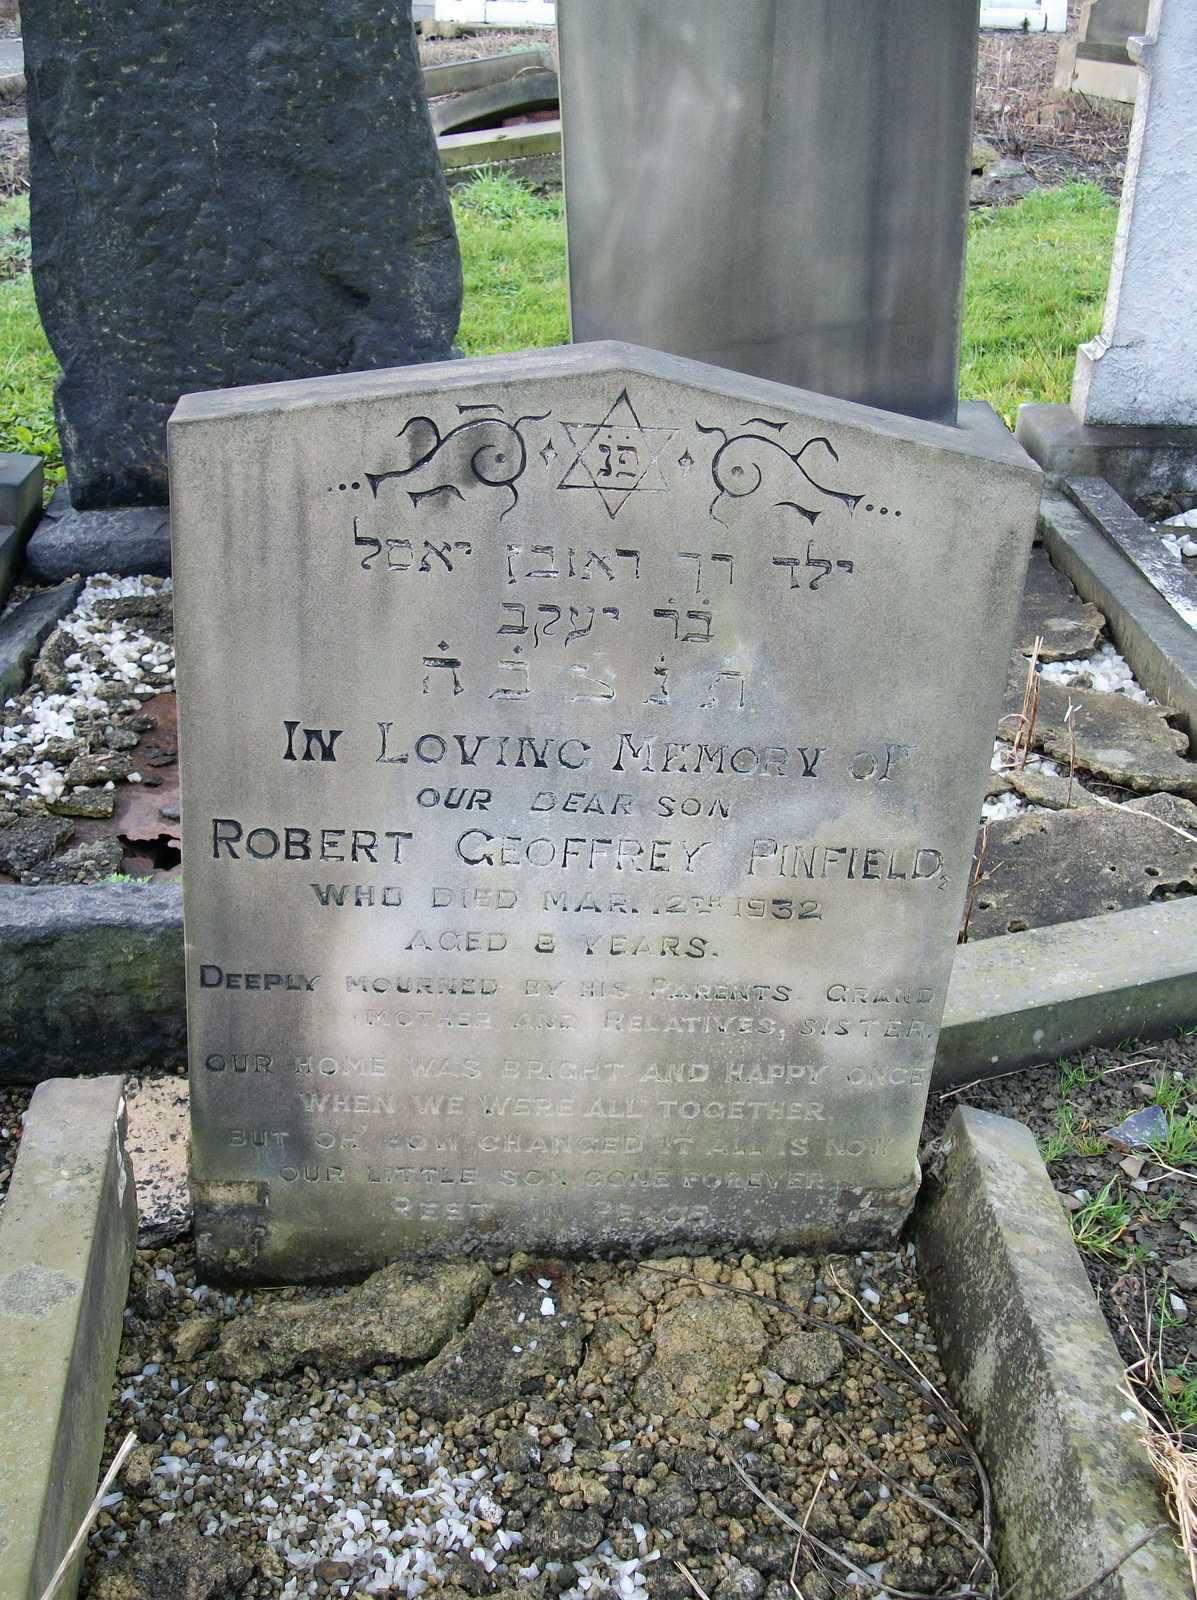 פ̇נ̇
ילד רך ראובן יאסל
ב̇ר̇ יעקב
ת̇ נ̇ צ̇ ב̇ ה̇
IN LOVING MEMORY OF
OUR DEAR SON
ROBERT GEOFFREY PINFIELD,
WHO DIED MAR. 12TH 1932
AGED 8 YEARS.
DEEPLY MOURNED BY HIS PARENTS. GRAND
MOTHER AND RELATIVES, SISTER.
OUR HOME WAS BRIGHT AND HAPPY ONCE
WHEN WE WERE ALL TOGETHER
BUT OH, HOW CHANGED IT ALL IS NOW
OUR LITTLE SON GONE FOREVER
REST IN PEACE